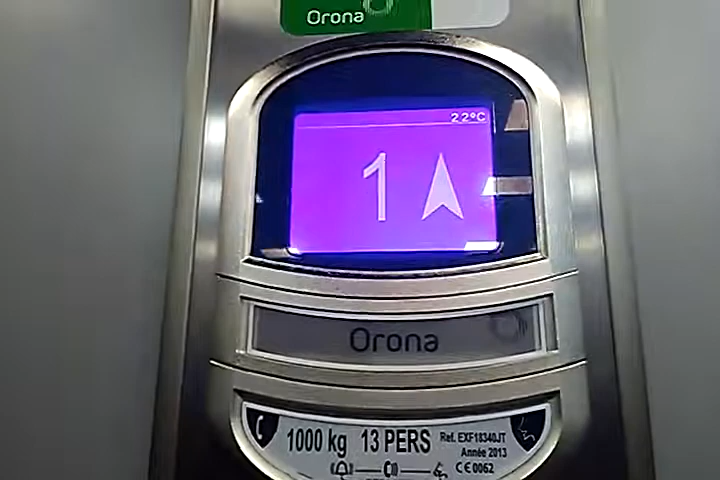 Orona
22°C
1
Orona
1000 kg 13 PERS Ref. EXF18340JT
Année 2013
CE 0062